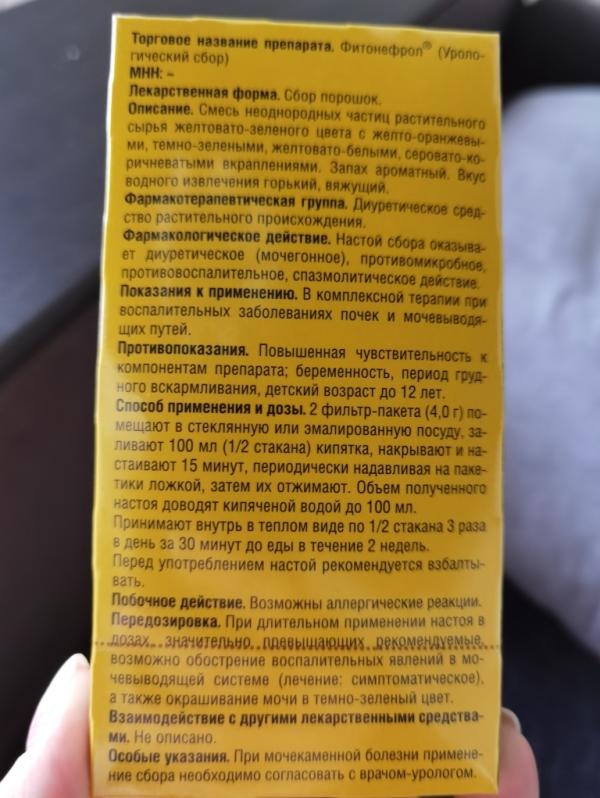 Торговое название препарата. Фитонефрол® (Уроло-
гический сбор)
МНН: –
Лекарственная форма. Сбор порошок.
Описание. Смесь неоднородных частиц растительного
сырья желтовато-зеленого цвета с желто-оранжевы-
ми, темно-зелеными, желтовато-белыми, серовато-ко-
ричневатыми вкраплениями. Запах ароматный. Вкус
водного извлечения горький, вяжущий.
Фармакотерапевтическая группа. Диуретическое сред-
ство растительного происхождения.
Фармакологическое действие. Настой сбора оказыва-
ет диуретическое (мочегонное), противомикробное,
противовоспалительное, спазмолитическое действие.
Показания к применению. В комплексной терапии при
воспалительных заболеваниях почек и мочевыводя-
щих путей.
Противопоказания. Повышенная чувствительность к
компонентам препарата; беременность, период груд-
ного вскармливания, детский возраст до 12 лет.
Способ применения и дозы. 2 фильтр-пакета (4,0 г) по-
мещают в стеклянную или эмалированную посуду, за-
ливают 100 мл (1/2 стакана) кипятка, накрывают и на-
стаивают 15 минут, периодически надавливая на паке-
тики ложкой, затем их отжимают. Объем полученного
настоя доводят кипяченой водой до 100 мл.
Принимают внутрь в теплом виде по 1/2 стакана 3 раза
в день за 30 минут до еды в течение 2 недель.
Перед употреблением настой рекомендуется взбалты-
вать.
Побочное действие. Возможны аллергические реакции.
Передозировка. При длительном применении настоя в
дозах, значительно превышающих рекомендуемые,
возможно обострение воспалительных явлений в мо-
чевыводящей системе (лечение: симптоматическое),
а также окрашивание мочи в темно-зеленый цвет.
Взаимодействие с другими лекарственными средства-
ми. Не описано.
Особые указания. При мочекаменной болезни примене-
ние сбора необходимо согласовать с врачом-урологом.